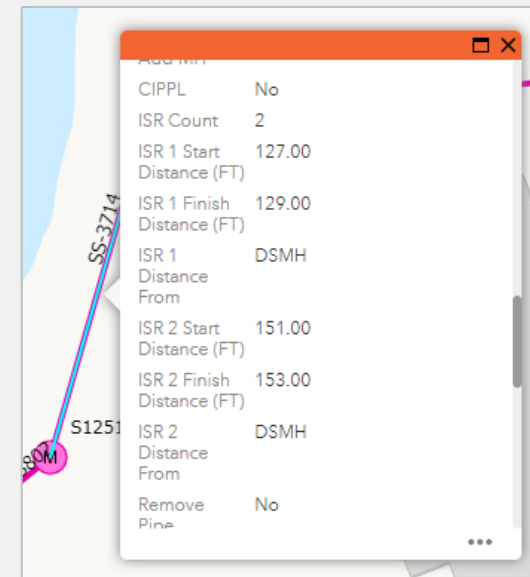 CIPPL No
ISR Count 2
ISR 1 Start 127.00
Distance (FT)
ISR 1 Finish 129.00
Distance (FT)
ISR 1 DSMH
Distance
From
ISR 2 Start 151.00
Distance (FT)
ISR 2 Finish 153.00
Distance (FT)
ISR 2 DSMH
Distance
From
Remove No
Pipe
SS-3714
S1251
M